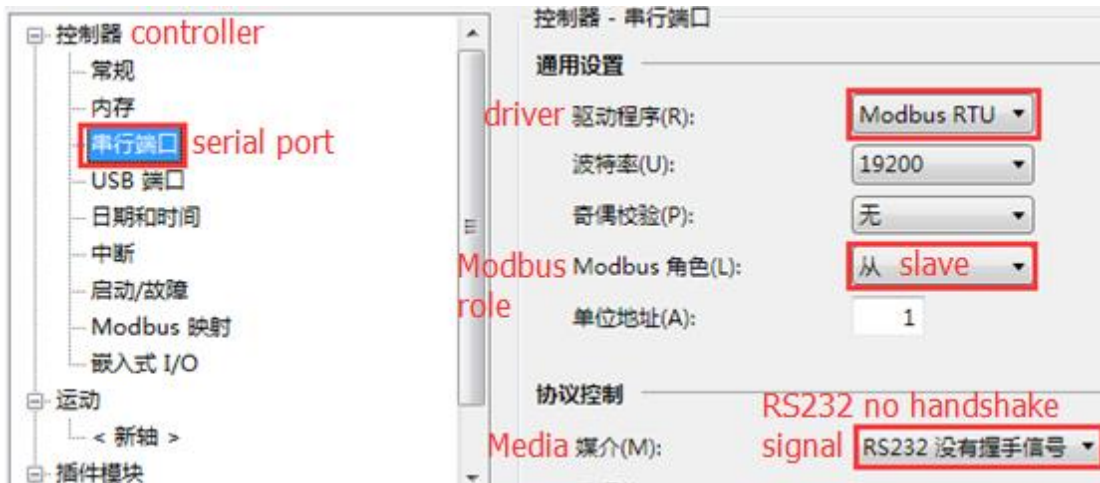 控制器 controller
常规
内存
串行端口 serial port
USB 端口
日期和时间
中断
启动/故障
Modbus 映射
嵌入式 I/O
运动
< 新轴 >
插件模块
控制器 - 串行端口
通用设置
driver 驱动程序(R): Modbus RTU
波特率(U): 19200
奇偶校验(P): 无
Modbus role Modbus 角色(L): 从 slave
单位地址(A): 1
协议控制
RS232 no handshake
Media 媒介(M): signal RS232 没有握手信号